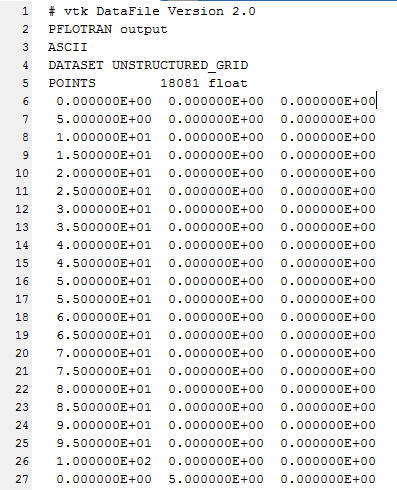 1 # vtk DataFile Version 2.0
2 PFLOTRAN output
3 ASCII
4 DATASET UNSTRUCTURED_GRID
5 POINTS 18081 float
6 0.000000E+00 0.000000E+00 0.000000E+00
7 5.000000E+00 0.000000E+00 0.000000E+00
8 1.000000E+01 0.000000E+00 0.000000E+00
9 1.500000E+01 0.000000E+00 0.000000E+00
10 2.000000E+01 0.000000E+00 0.000000E+00
11 2.500000E+01 0.000000E+00 0.000000E+00
12 3.000000E+01 0.000000E+00 0.000000E+00
13 3.500000E+01 0.000000E+00 0.000000E+00
14 4.000000E+01 0.000000E+00 0.000000E+00
15 4.500000E+01 0.000000E+00 0.000000E+00
16 5.000000E+01 0.000000E+00 0.000000E+00
17 5.500000E+01 0.000000E+00 0.000000E+00
18 6.000000E+01 0.000000E+00 0.000000E+00
19 6.500000E+01 0.000000E+00 0.000000E+00
20 7.000000E+01 0.000000E+00 0.000000E+00
21 7.500000E+01 0.000000E+00 0.000000E+00
22 8.000000E+01 0.000000E+00 0.000000E+00
23 8.500000E+01 0.000000E+00 0.000000E+00
24 9.000000E+01 0.000000E+00 0.000000E+00
25 9.500000E+01 0.000000E+00 0.000000E+00
26 1.000000E+02 0.000000E+00 0.000000E+00
27 0.000000E+00 5.000000E+00 0.000000E+00